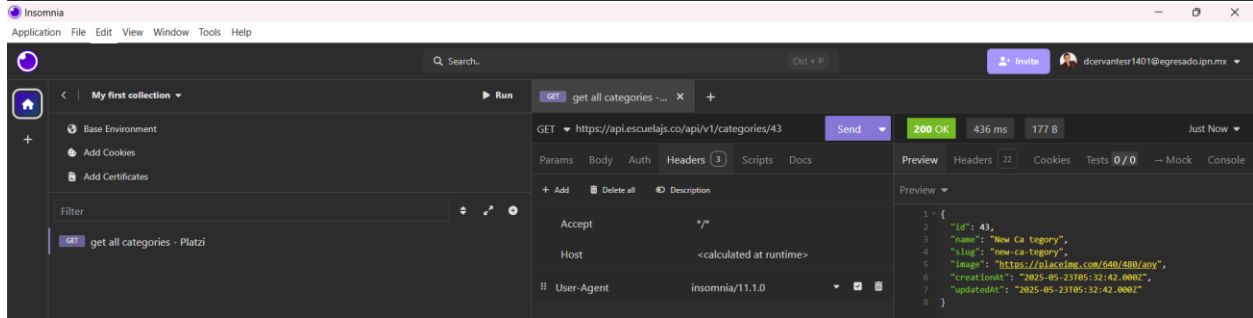 Insomnia
Application File Edit View Window Tools Help
Search.. Ctrl + P Invite dcervantesr1401@egresado.ipn.mx
My first collection Run GET get all categories -...
Base Environment GET https://api.escuelajs.co/api/v1/categories/43 Send 200 OK 436 ms 177 B Just Now
Add Cookies Params Body Auth Headers 3 Scripts Docs Preview Headers 22 Cookies Tests 0 / 0 → Mock Console
Add Certificates + Add Delete all Description Preview
Filter
GET get all categories - Platzi
Accept */*
Host <calculated at runtime>
User-Agent insomnia/11.1.0
1 {
2 "id": 43,
3 "name": "New Ca tegory",
4 "slug": "new-ca-tegory",
5 "image": "https://placeimg.com/640/480/any",
6 "creationAt": "2025-05-23T05:32:42.000Z",
7 "updatedAt": "2025-05-23T05:32:42.000Z"
8 }